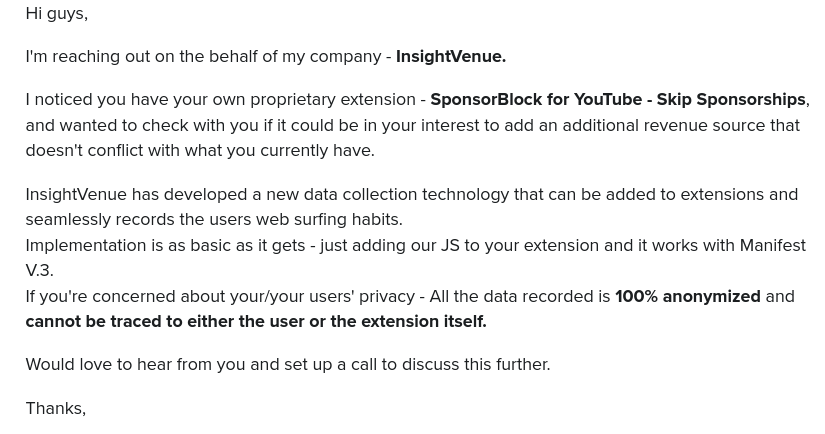 Hi guys,
I'm reaching out on the behalf of my company - InsightVenue.
I noticed you have your own proprietary extension - SponsorBlock for YouTube - Skip Sponsorships,
and wanted to check with you if it could be in your interest to add an additional revenue source that
doesn't conflict with what you currently have.
InsightVenue has developed a new data collection technology that can be added to extensions and
seamlessly records the users web surfing habits.
Implementation is as basic as it gets - just adding our JS to your extension and it works with Manifest
V.3.
If you're concerned about your/your users' privacy - All the data recorded is 100% anonymized and
cannot be traced to either the user or the extension itself.
Would love to hear from you and set up a call to discuss this further.
Thanks,